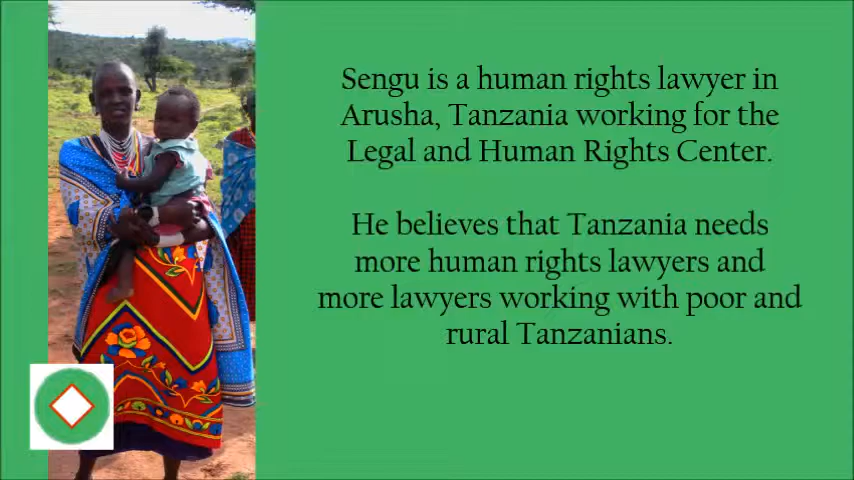 Sengu is a human rights lawyer in
Arusha, Tanzania working for the
Legal and Human Rights Center.
He believes that Tanzania needs
more human rights lawyers and
more lawyers working with poor and
rural Tanzanians.